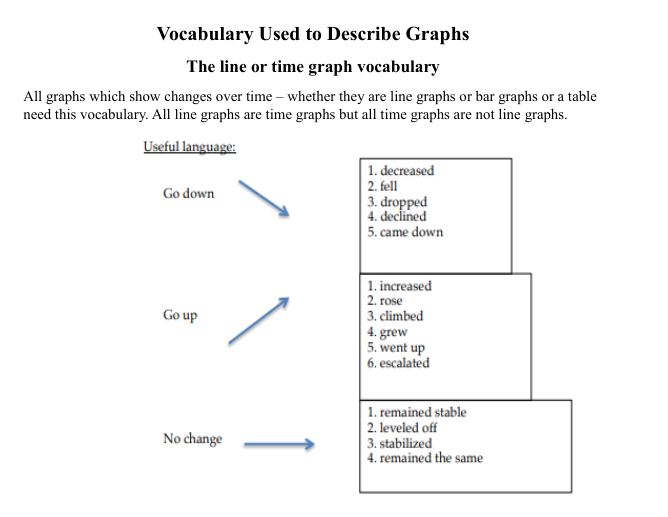 Vocabulary Used to Describe Graphs
The line or time graph vocabulary
All graphs which show changes over time – whether they are line graphs or bar graphs or a table
need this vocabulary. All line graphs are time graphs but all time graphs are not line graphs.
Useful language:
Go down
1. decreased
2. fell
3. dropped
4. declined
5. came down
Go up
1. increased
2. rose
3. climbed
4. grew
5. went up
6. escalated
No change
1. remained stable
2. leveled off
3. stabilized
4. remained the same